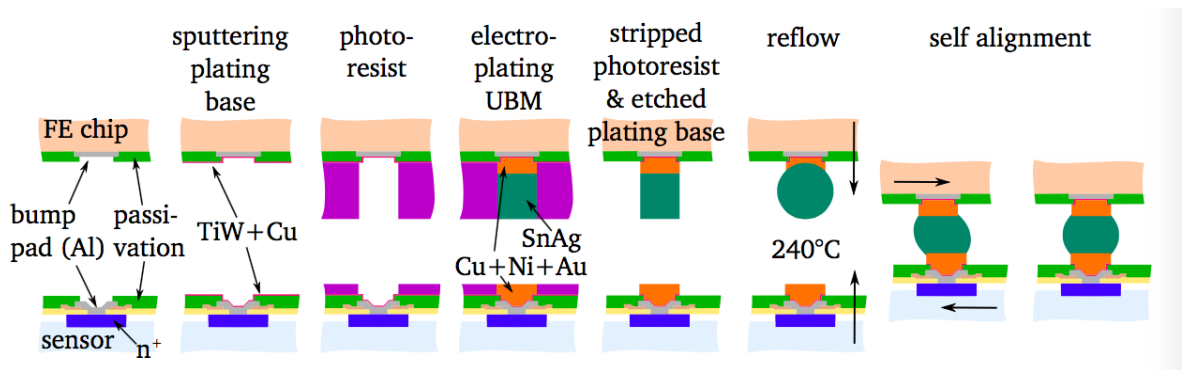 sputtering
plating
base
photo-
resist
electro-
plating
UBM
stripped
photoresist
& etched
plating base
reflow
self alignment
FE chip
bump
pad (Al)
passi-
vation
TiW+Cu
SnAg
Cu+Ni+Au
240°C
sensor
n⁺